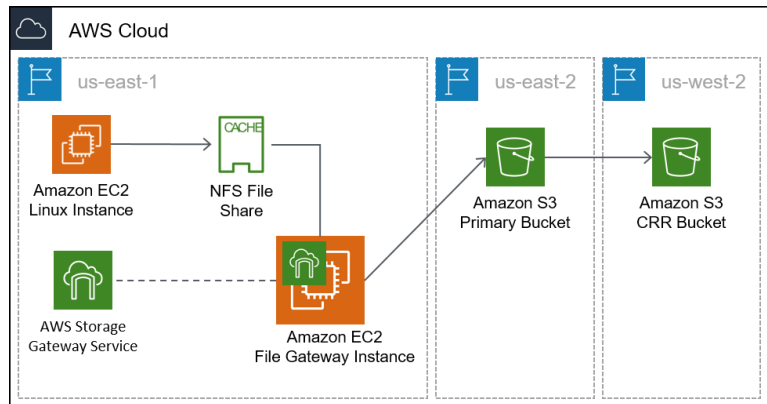 AWS Cloud
us-east-1
us-east-2
us-west-2
CACHE
Amazon EC2
Linux Instance
NFS File
Share
Amazon S3
Primary Bucket
Amazon S3
CRR Bucket
AWS Storage
Gateway Service
Amazon EC2
File Gateway Instance